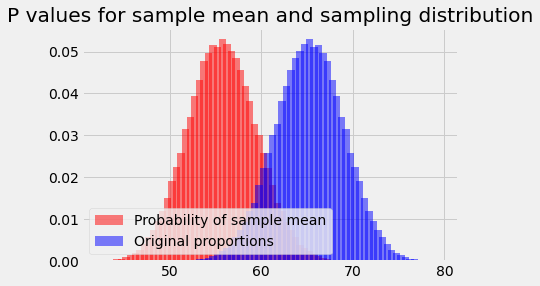 P values for sample mean and sampling distribution
0.05
0.04
0.03
0.02
0.01
0.00
Probability of sample mean
Original proportions
50 60 70 80